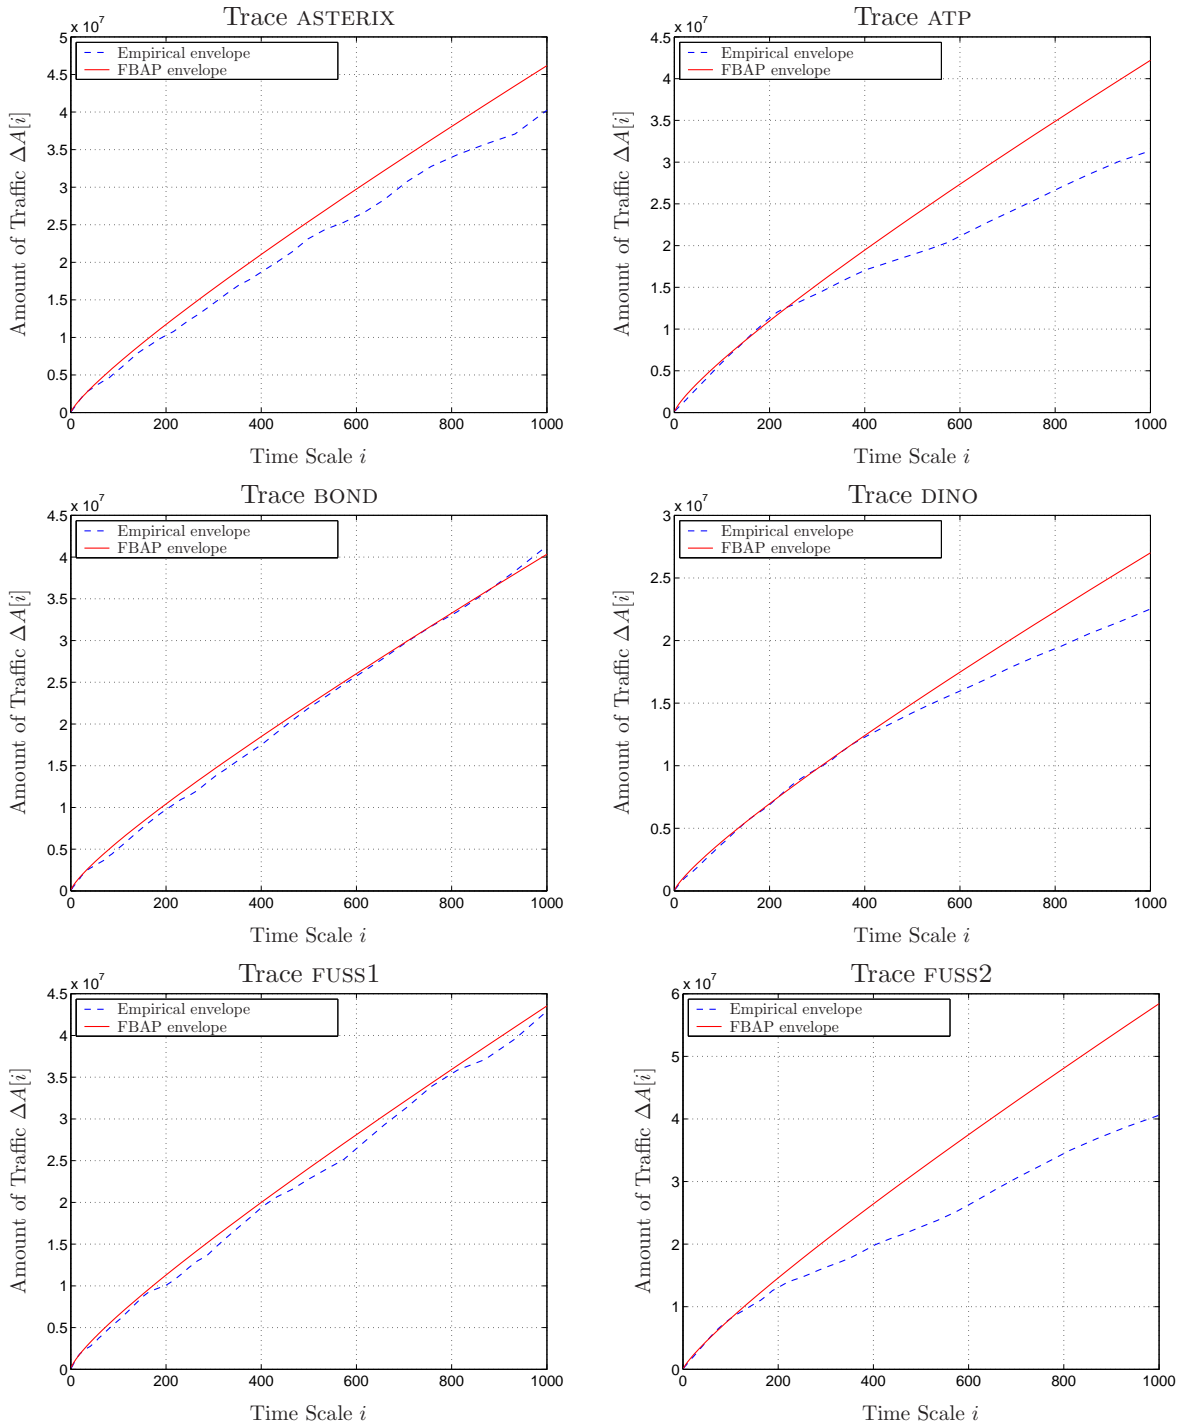 Trace ASTERIX
x 10^7
Empirical envelope
FBAP envelope
Amount of Traffic ΔA[i]
5
4.5
4
3.5
3
2.5
2
1.5
1
0.5
0
0 200 400 600 800 1000
Time Scale i
Trace ATP
x 10^7
Empirical envelope
FBAP envelope
Amount of Traffic ΔA[i]
4.5
4
3.5
3
2.5
2
1.5
1
0.5
0
0 200 400 600 800 1000
Time Scale i
Trace BOND
x 10^7
Empirical envelope
FBAP envelope
Amount of Traffic ΔA[i]
4.5
4
3.5
3
2.5
2
1.5
1
0.5
0
0 200 400 600 800 1000
Time Scale i
Trace DINO
x 10^7
Empirical envelope
FBAP envelope
Amount of Traffic ΔA[i]
3
2.5
2
1.5
1
0.5
0
0 200 400 600 800 1000
Time Scale i
Trace FUSS1
x 10^7
Empirical envelope
FBAP envelope
Amount of Traffic ΔA[i]
4.5
4
3.5
3
2.5
2
1.5
1
0.5
0
0 200 400 600 800 1000
Time Scale i
Trace FUSS2
x 10^7
Empirical envelope
FBAP envelope
Amount of Traffic ΔA[i]
6
5
4
3
2
1
0
0 200 400 600 800 1000
Time Scale i